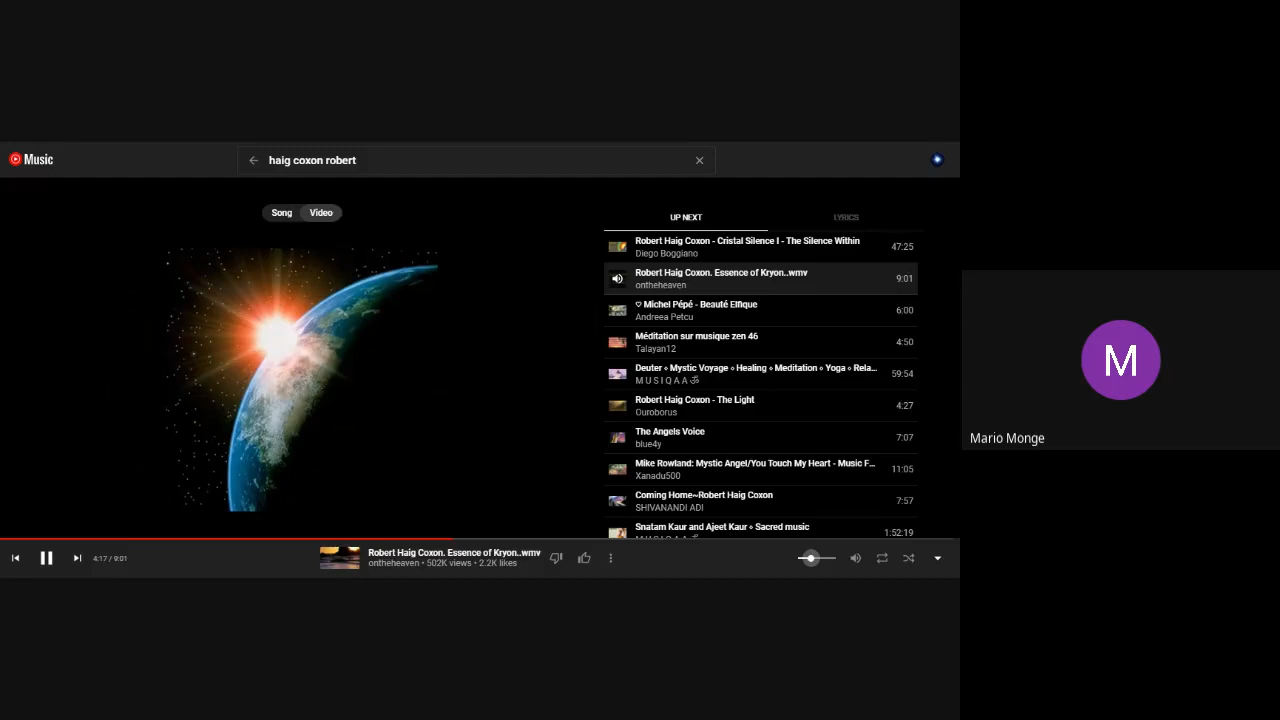 Music
haig coxon robert
Song Video
UP NEXT
LYRICS
Robert Haig Coxon - Cristal Silence I - The Silence Within
Diego Boggiano
47:25
Robert Haig Coxon. Essence of Kryon..wmv
ontheheaven
9:01
♡ Michel Pépé - Beauté Elfique
Andreea Petcu
6:00
Méditation sur musique zen 46
Talayan12
4:50
Deuter ⋄ Mystic Voyage ⋄ Healing ⋄ Meditation ⋄ Yoga ⋄ Rela...
M U S I Q A A ॐ
59:54
Robert Haig Coxon - The Light
Ouroborus
4:27
The Angels Voice
blue4y
7:07
Mike Rowland: Mystic Angel/You Touch My Heart - Music F...
Xanadu500
11:05
Coming Home~Robert Haig Coxon
SHIVANANDI ADI
7:57
Snatam Kaur and Ajeet Kaur ⋄ Sacred music
M U S I Q A A ॐ
1:52:19
4:17 / 9:01
Robert Haig Coxon. Essence of Kryon..wmv
ontheheaven • 502K views • 2.2K likes
M
Mario Monge